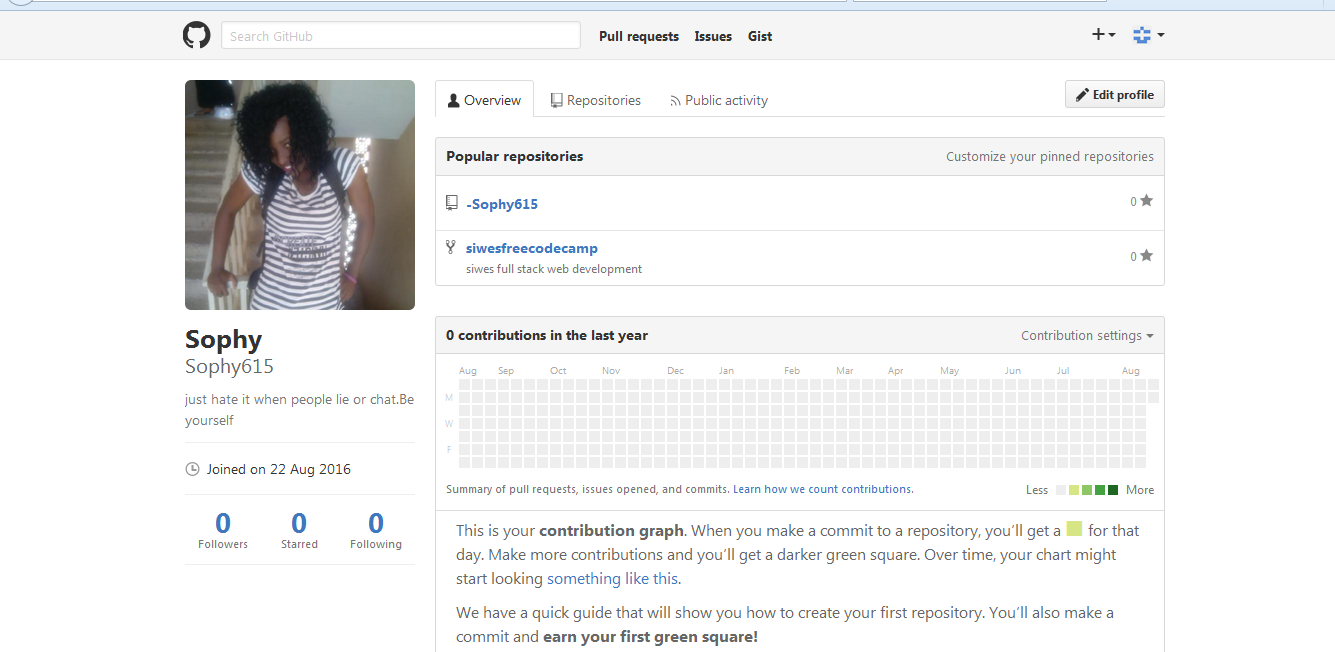 Search GitHub
Pull requests Issues Gist
Overview Repositories Public activity
Edit profile
Popular repositories Customize your pinned repositories
-Sophy615 0
siwesfreecodecamp
siwes full stack web development 0
Sophy
Sophy615
just hate it when people lie or chat.Be
yourself
Joined on 22 Aug 2016
0 0 0
Followers Starred Following
0 contributions in the last year Contribution settings
Aug Sep Oct Nov Dec Jan Feb Mar Apr May Jun Jul Aug
M
W
F
Summary of pull requests, issues opened, and commits. Learn how we count contributions. Less More
This is your contribution graph. When you make a commit to a repository, you’ll get a for that
day. Make more contributions and you’ll get a darker green square. Over time, your chart might
start looking something like this.
We have a quick guide that will show you how to create your first repository. You’ll also make a
commit and earn your first green square!